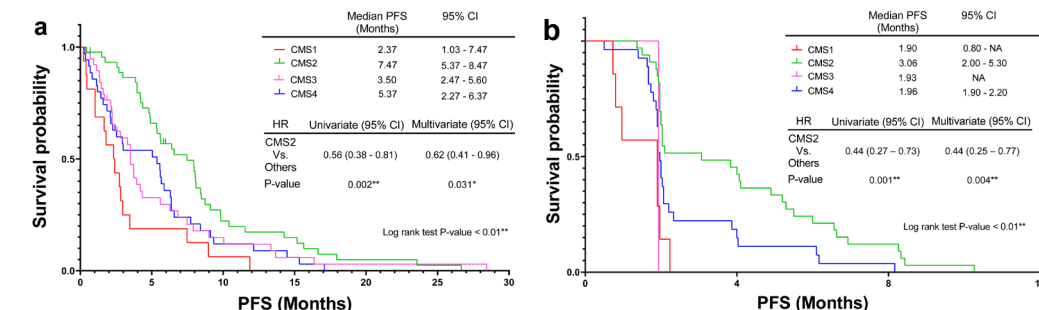 a
Median PFS (Months) 95% CI
CMS1 2.37 1.03 - 7.47
CMS2 7.47 5.37 - 8.47
CMS3 3.50 2.47 - 5.60
CMS4 5.37 2.27 - 6.37
HR Univariate (95% CI) Multivariate (95% CI)
CMS2 Vs. Others 0.56 (0.38 - 0.81) 0.62 (0.41 - 0.96)
P-value 0.002** 0.031*
Log rank test P-value < 0.01**
Survival probability
1.0
0.5
0.0
0 5 10 15 20 25 30
PFS (Months)
b
Median PFS (Months) 95% CI
CMS1 1.90 0.80 - NA
CMS2 3.06 2.00 - 5.30
CMS3 1.93 NA
CMS4 1.96 1.90 - 2.20
HR Univariate (95% CI) Multivariate (95% CI)
CMS2 Vs. Others 0.44 (0.27 – 0.73) 0.44 (0.25 – 0.77)
P-value 0.001** 0.004**
Log rank test P-value < 0.01**
Survival probability
0.5
0.0
0 4 8 1
PFS (Months)